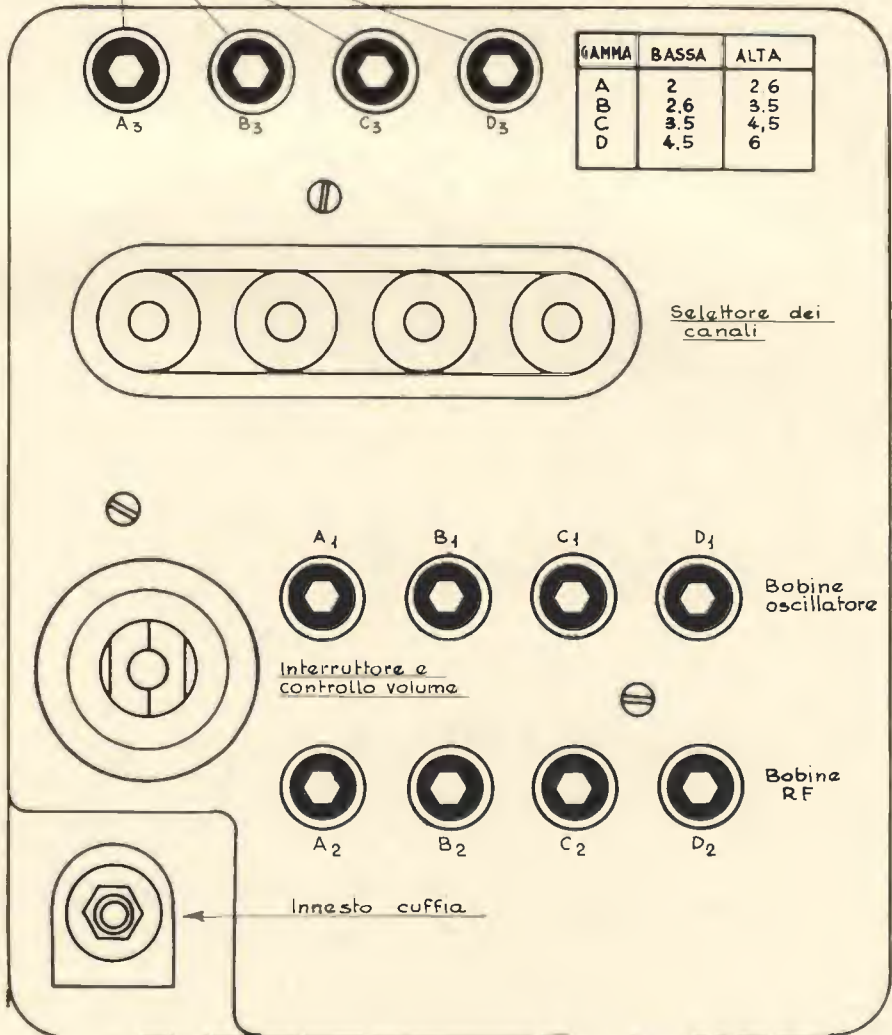 A3 B3 C3 D3
GAMMA BASSA ALTA
A 2 2.6
B 2.6 3.5
C 3.5 4,5
D 4.5 6
Selettore dei
canali
A1 B1 C1 D1
Bobine
oscillatore
Interruttore e
controllo volume
Bobine
RF
A2 B2 C2 D2
Innesto cuffia